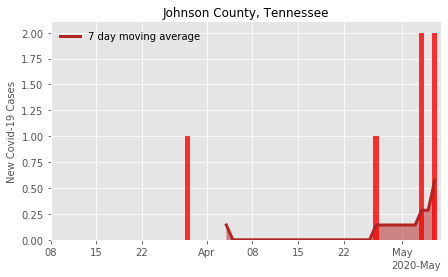 Johnson County, Tennessee
7 day moving average
New Covid-19 Cases
2.00
1.75
1.50
1.25
1.00
0.75
0.50
0.25
0.00
08 15 22 Apr 08 15 22 May
2020-May